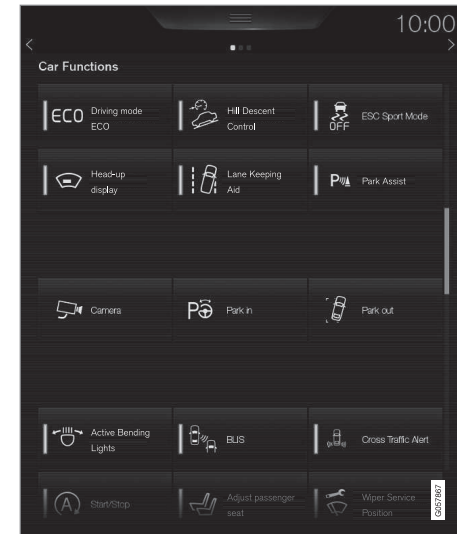 10:00
Car Functions
ECO Driving mode
ECO
Hill Descent
Control
OFF ESC Sport Mode
Head-up
display
Lane Keeping
Aid
P Park Assist
Camera
P Park in
Park out
Active Bending
Lights
BLIS
Cross Traffic Alert
A Start/Stop
Adjust passenger
seat
Wiper Service
Position
G057867